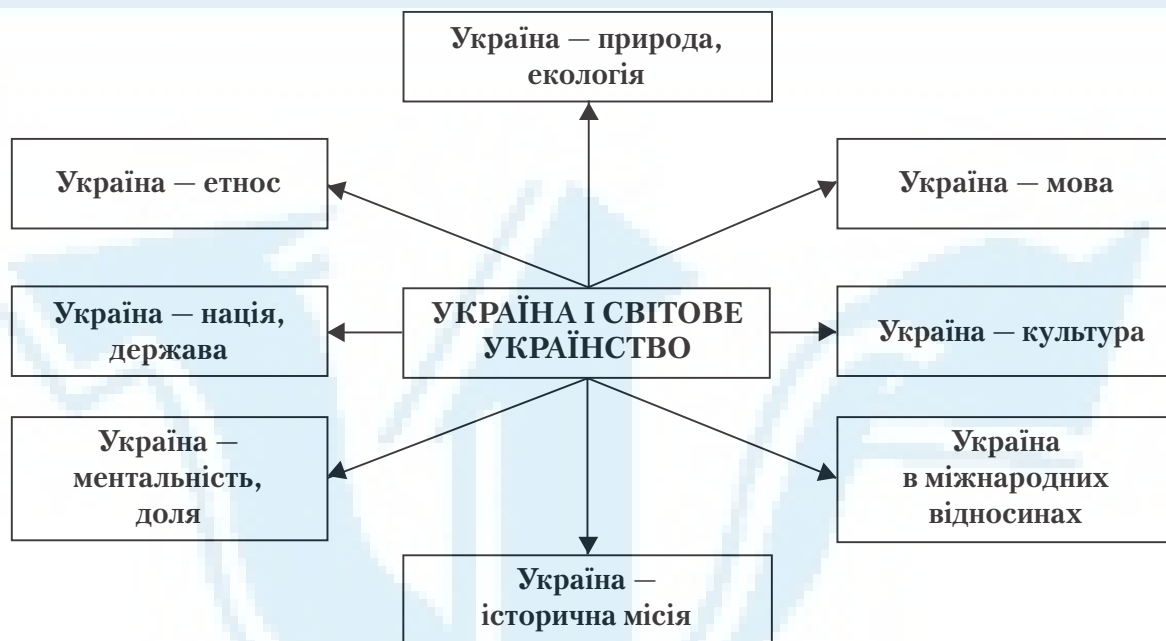 Україна — природа,
екологія
Україна — етнос
Україна — мова
Україна — нація,
держава
УКРАЇНА І СВІТОВЕ
УКРАЇНСТВО
Україна — культура
Україна —
ментальність,
доля
Україна
в міжнародних
відносинах
Україна —
історична місія